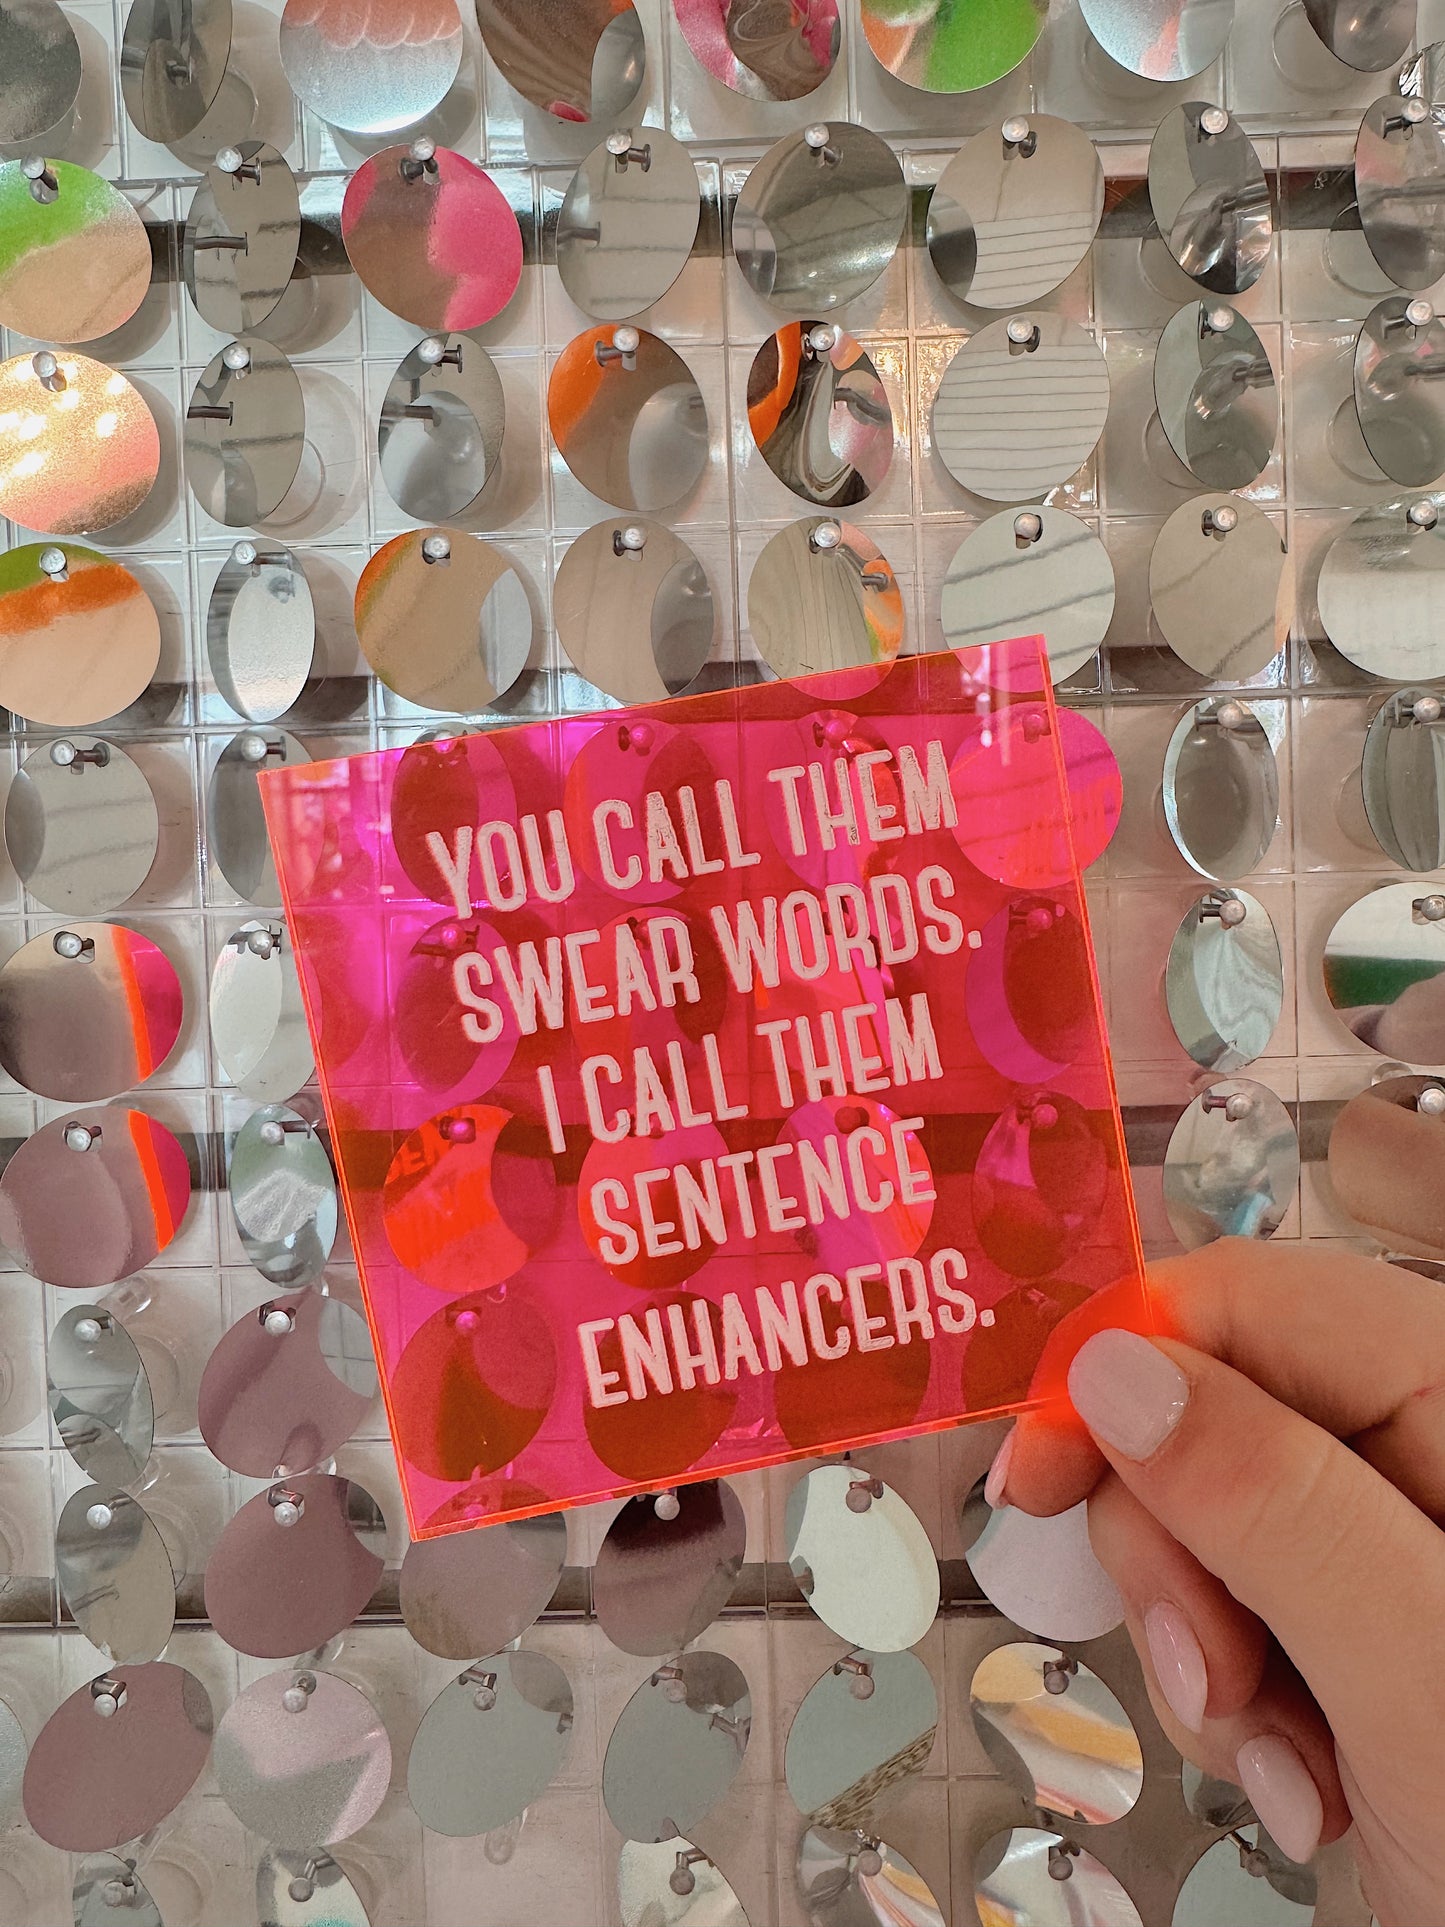 YOU CALL THEM
SWEAR WORDS.
I CALL THEM
SENTENCE
ENHANCERS.